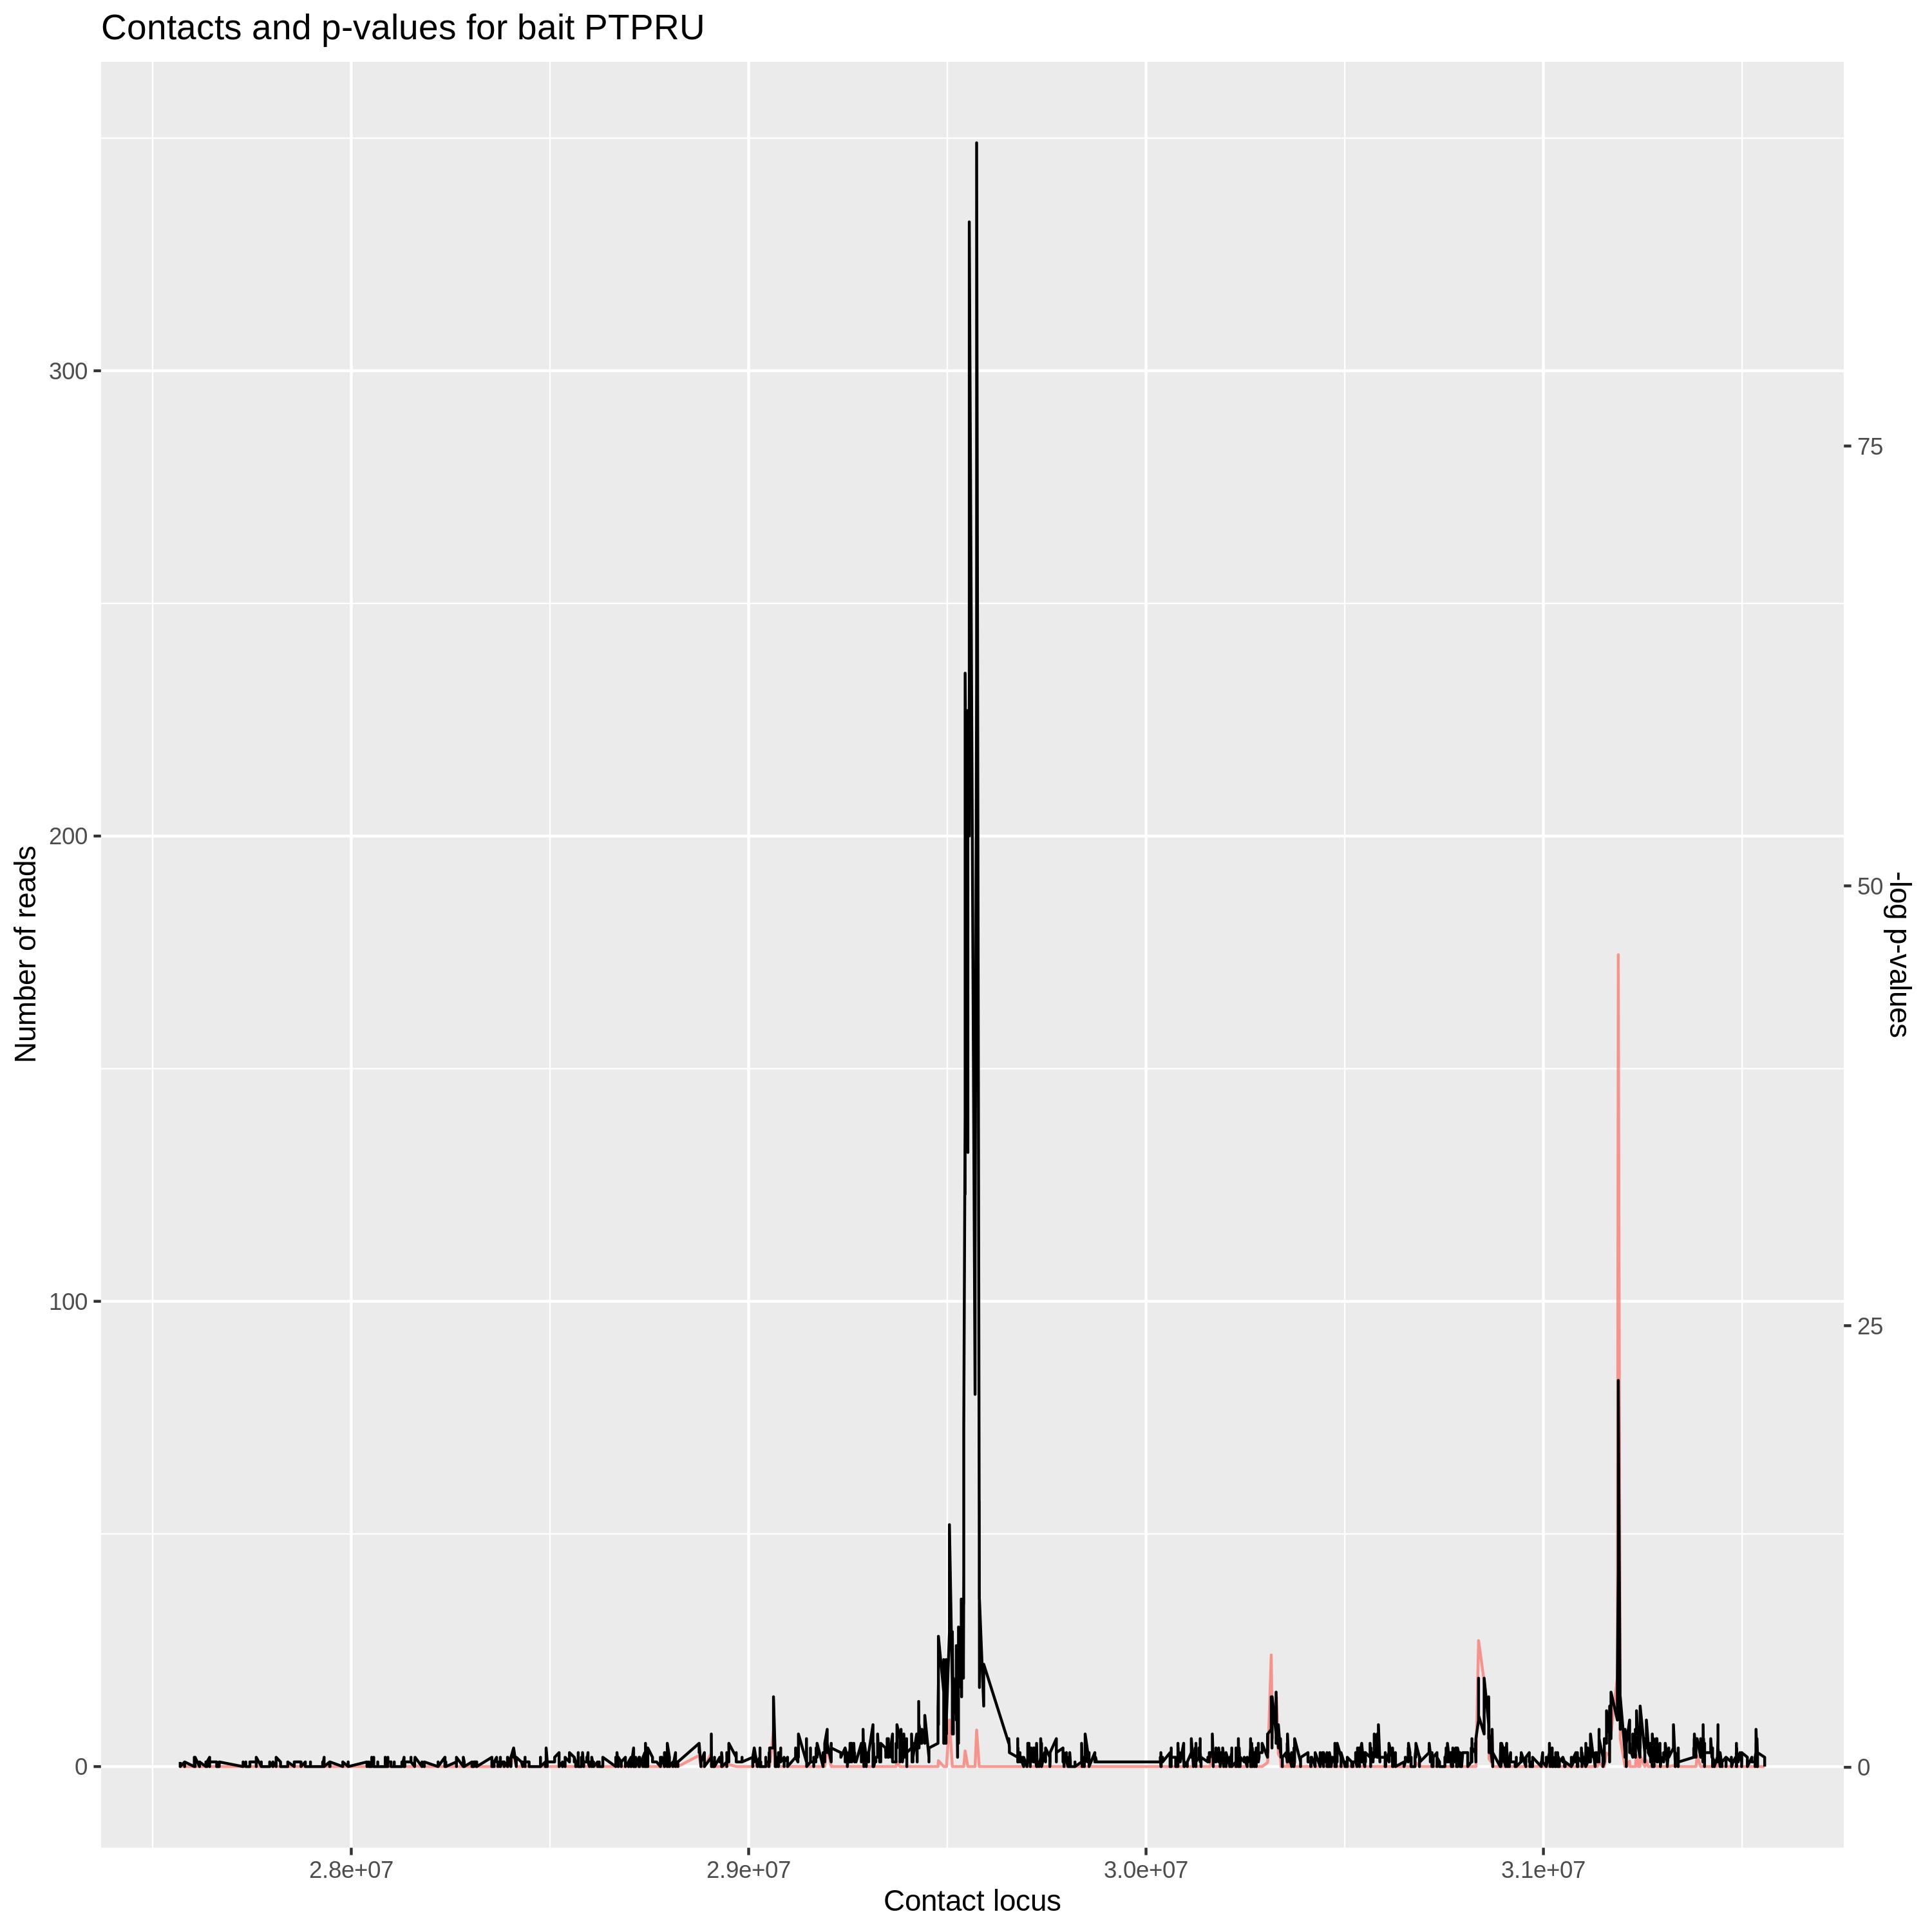 Contacts and p-values for bait PTPRU
300
200
100
0
Number of reads
75
50
25
0
-log p-values
2.8e+07
2.9e+07
3.0e+07
3.1e+07
Contact locus